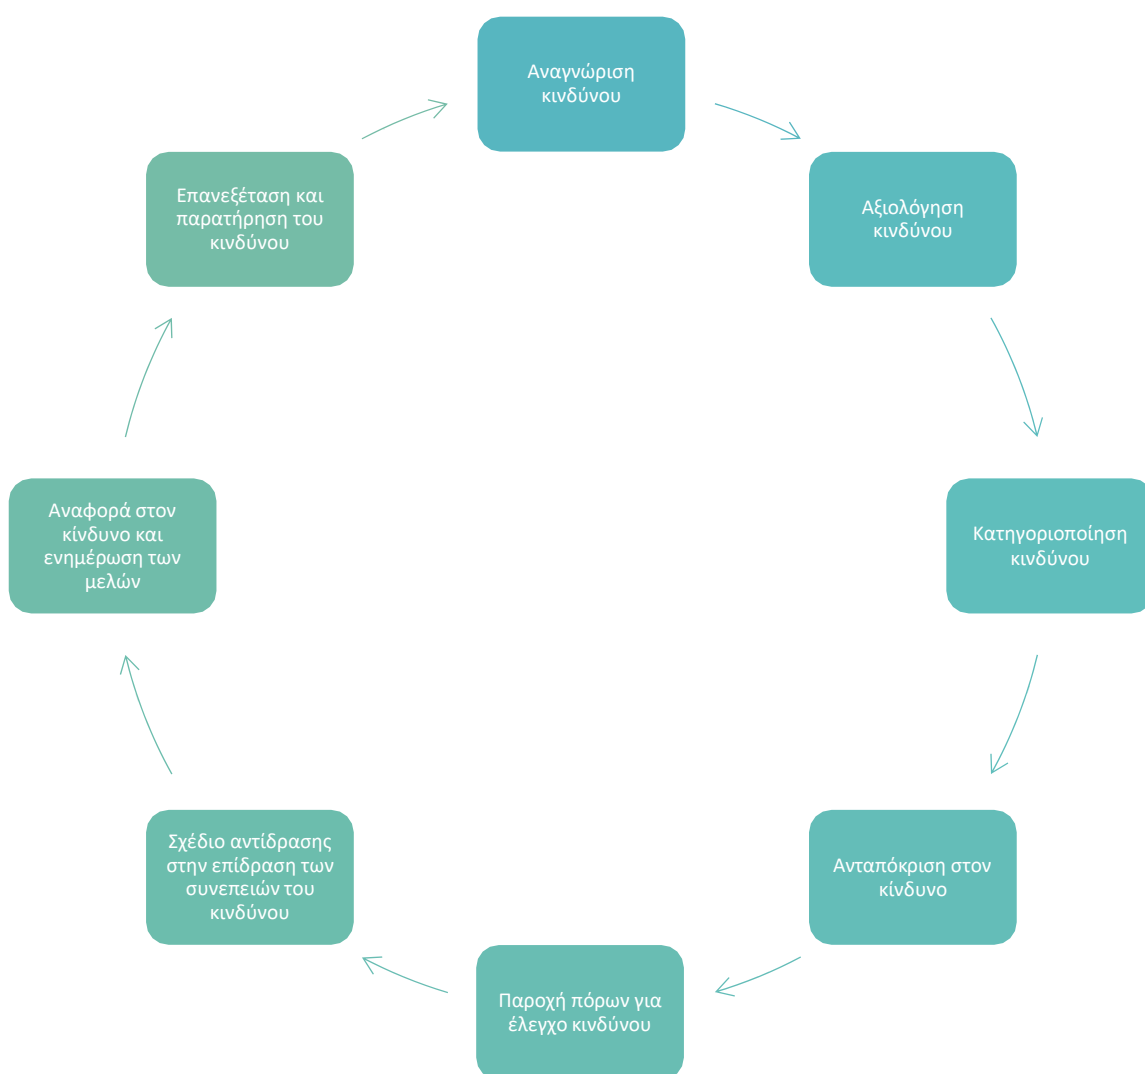 Αναγνώριση
κινδύνου
Αξιολόγηση
κινδύνου
Κατηγοριοποίηση
κινδύνου
Ανταπόκριση στον
κίνδυνο
Παροχή πόρων για
έλεγχο κινδύνου
Σχέδιο αντίδρασης
στην επίδραση των
συνεπειών του
κινδύνου
Αναφορά στον
κίνδυνο και
ενημέρωση των
μελών
Επανεξέταση και
παρατήρηση του
κινδύνου